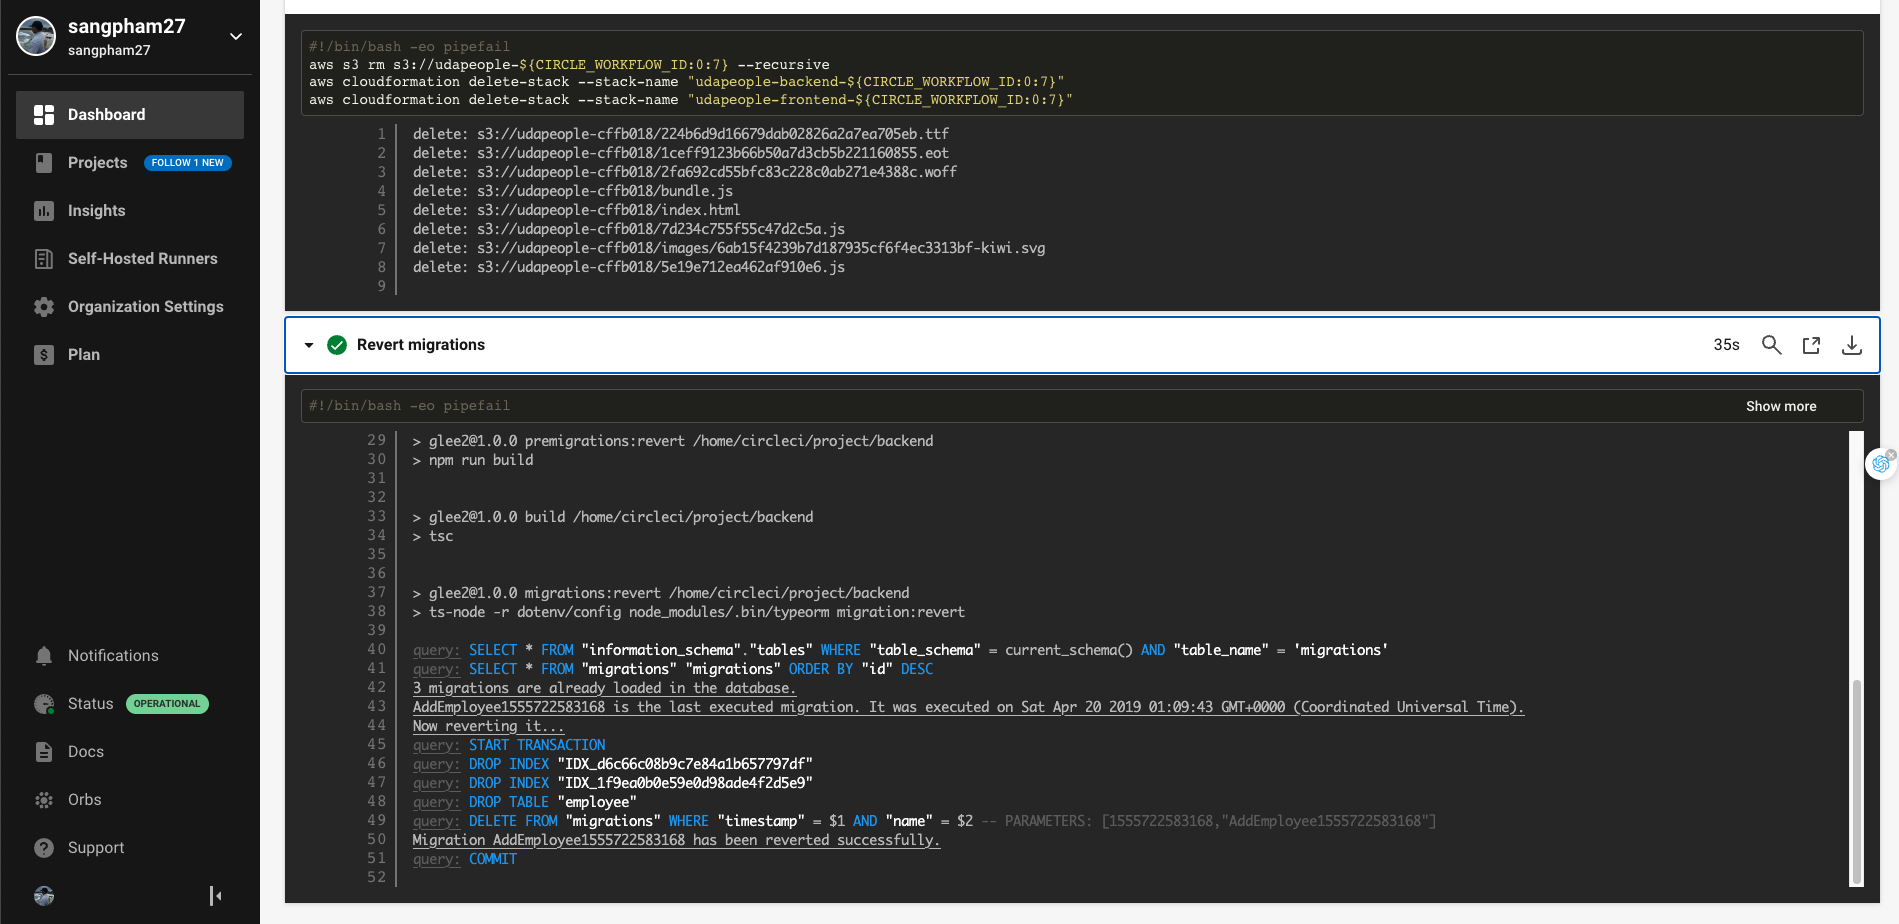 sangpham27
sangpham27
Dashboard
Projects FOLLOW 1 NEW
Insights
Self-Hosted Runners
Organization Settings
Plan
Notifications
Status OPERATIONAL
Docs
Orbs
Support
#!/bin/bash -eo pipefail
aws s3 rm s3://udapeople-${CIRCLE_WORKFLOW_ID:0:7} --recursive
aws cloudformation delete-stack --stack-name "udapeople-backend-${CIRCLE_WORKFLOW_ID:0:7}"
aws cloudformation delete-stack --stack-name "udapeople-frontend-${CIRCLE_WORKFLOW_ID:0:7}"
1 delete: s3://udapeople-cffb018/224b6d9d16679dab02826a2a7ea705eb.ttf
2 delete: s3://udapeople-cffb018/1ceff9123b66b50a7d3cb5b221160855.eot
3 delete: s3://udapeople-cffb018/2fa692cd55bfc83c228c0ab271e4388c.woff
4 delete: s3://udapeople-cffb018/bundle.js
5 delete: s3://udapeople-cffb018/index.html
6 delete: s3://udapeople-cffb018/7d234c755f55c47d2c5a.js
7 delete: s3://udapeople-cffb018/images/6ab15f4239b7d187935cf6f4ec3313bf-kiwi.svg
8 delete: s3://udapeople-cffb018/5e19e712ea462af910e6.js
9
Revert migrations 35s
#!/bin/bash -eo pipefail Show more
29 > glee2@1.0.0 premigrations:revert /home/circleci/project/backend
30 > npm run build
31
32
33 > glee2@1.0.0 build /home/circleci/project/backend
34 > tsc
35
36
37 > glee2@1.0.0 migrations:revert /home/circleci/project/backend
38 > ts-node -r dotenv/config node_modules/.bin/typeorm migration:revert
39
40 query: SELECT * FROM "information_schema"."tables" WHERE "table_schema" = current_schema() AND "table_name" = 'migrations'
41 query: SELECT * FROM "migrations" "migrations" ORDER BY "id" DESC
42 3 migrations are already loaded in the database.
43 AddEmployee1555722583168 is the last executed migration. It was executed on Sat Apr 20 2019 01:09:43 GMT+0000 (Coordinated Universal Time).
44 Now reverting it...
45 query: START TRANSACTION
46 query: DROP INDEX "IDX_d6c66c08b9c7e84a1b657797df"
47 query: DROP INDEX "IDX_1f9ea0b0e59e0d98ade4f2d5e9"
48 query: DROP TABLE "employee"
49 query: DELETE FROM "migrations" WHERE "timestamp" = $1 AND "name" = $2 -- PARAMETERS: [1555722583168,"AddEmployee1555722583168"]
50 Migration AddEmployee1555722583168 has been reverted successfully.
51 query: COMMIT
52